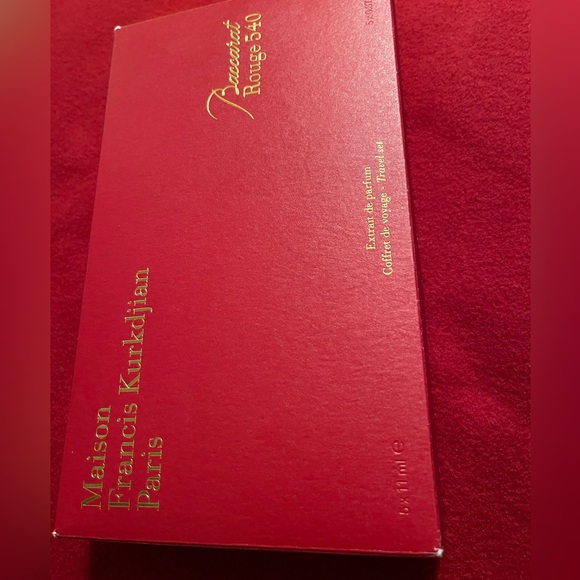 Maison
Francis Kurkdjian
Paris
Baccarat
Rouge 540
Extrait de parfum
Coffret de voyage - Travel set
5 x 11 ml ℮